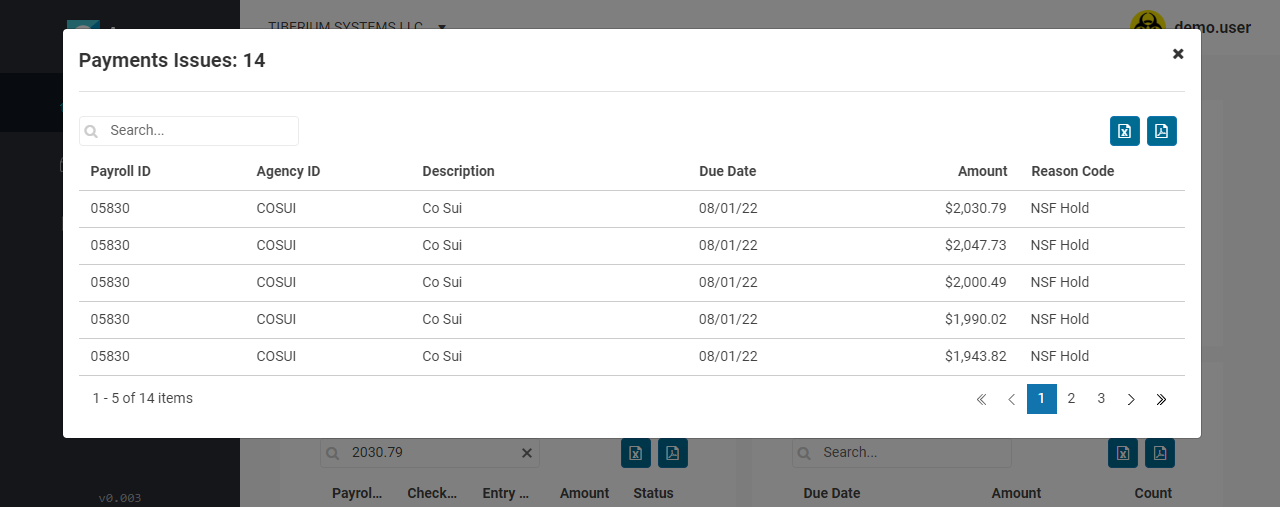 TIBERIUM SYSTEMS LLC
demo.user
Payments Issues: 14
Search...
Payroll ID Agency ID Description Due Date Amount Reason Code
05830 COSUI Co Sui 08/01/22 $2,030.79 NSF Hold
05830 COSUI Co Sui 08/01/22 $2,047.73 NSF Hold
05830 COSUI Co Sui 08/01/22 $2,000.49 NSF Hold
05830 COSUI Co Sui 08/01/22 $1,990.02 NSF Hold
05830 COSUI Co Sui 08/01/22 $1,943.82 NSF Hold
1 - 5 of 14 items 1 2 3
2030.79 Search...
v0.003 Payrol... Check... Entry ... Amount Status Due Date Amount Count